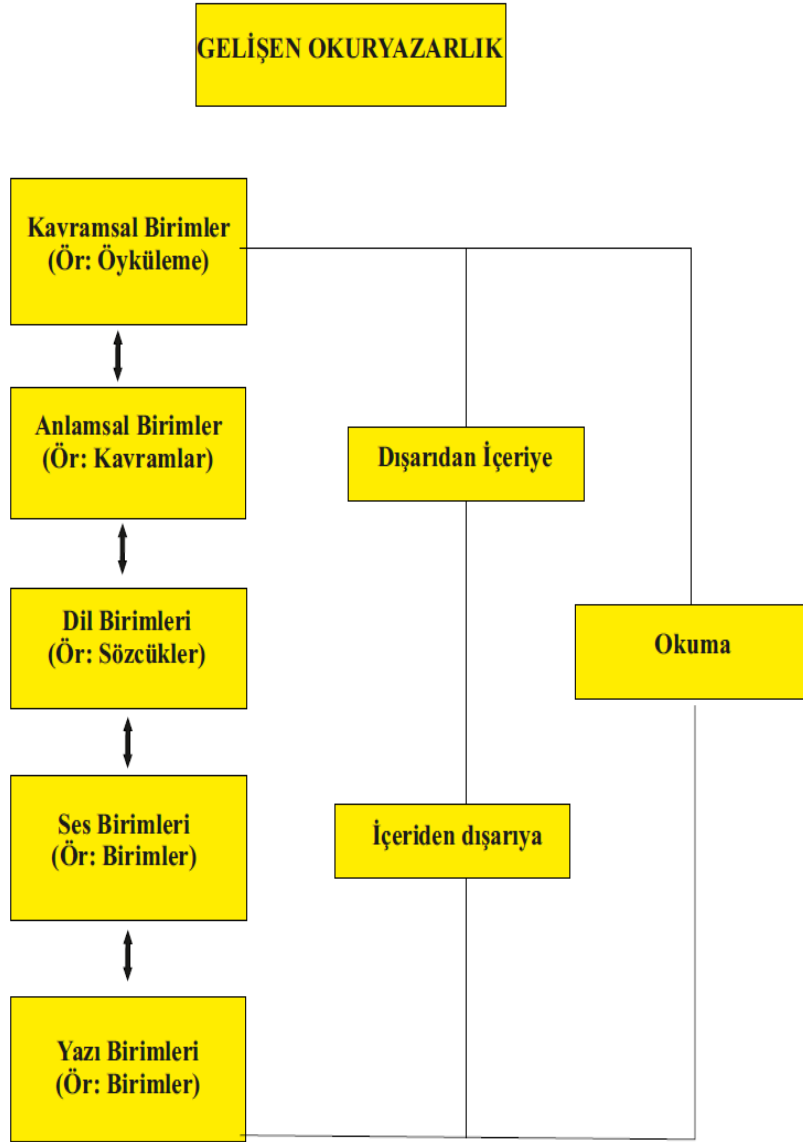 GELİŞEN OKURYAZARLIK
Kavramsal Birimler
(Ör: Öyküleme)
Anlamsal Birimler
(Ör: Kavramlar)
Dışarıdan İçeriye
Dil Birimleri
(Ör: Sözcükler)
Okuma
Ses Birimleri
(Ör: Birimler)
İçeriden dışarıya
Yazı Birimleri
(Ör: Birimler)